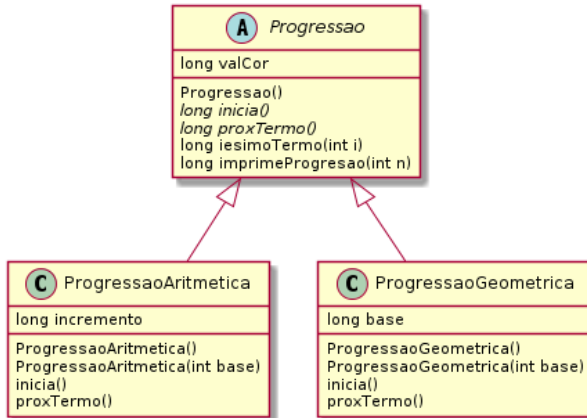 A Progressao
long valCor
Progressao()
long inicia()
long proxTermo()
long iesimoTermo(int i)
long imprimeProgresao(int n)
C ProgressaoAritmetica
long incremento
ProgressaoAritmetica()
ProgressaoAritmetica(int base)
inicia()
proxTermo()
C ProgressaoGeometrica
long base
ProgressaoGeometrica()
ProgressaoGeometrica(int base)
inicia()
proxTermo()